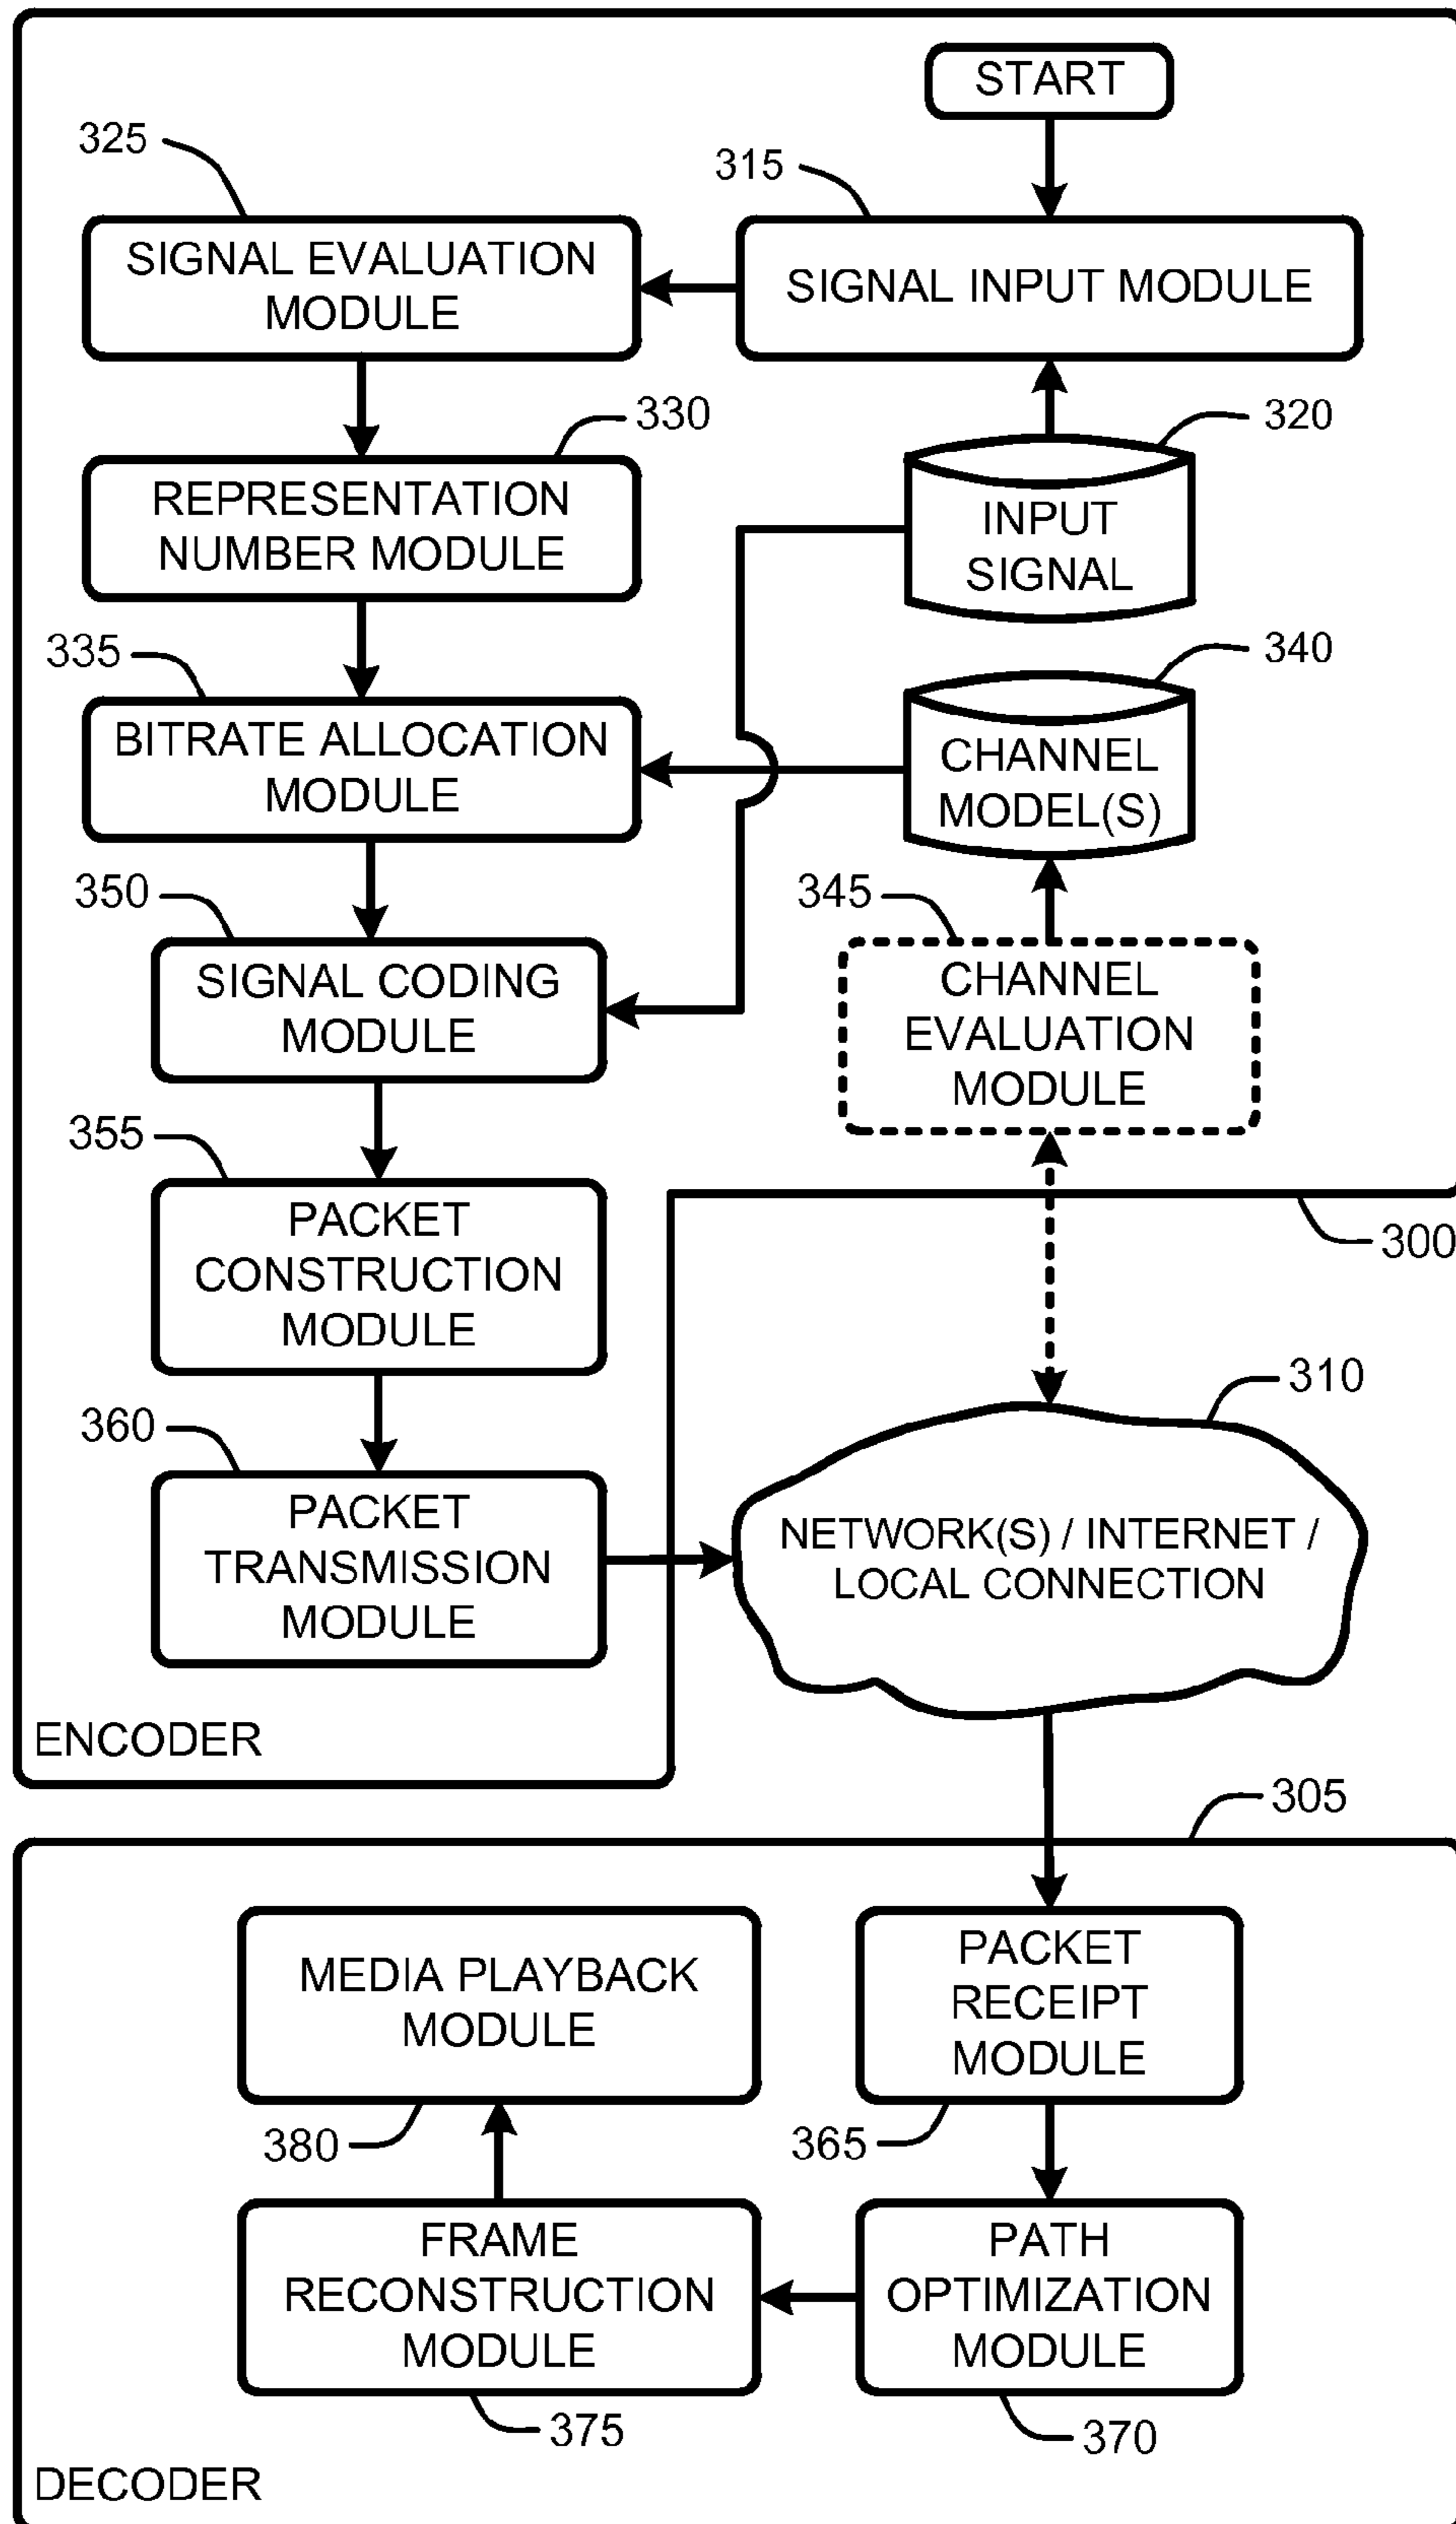 START
325
315
SIGNAL EVALUATION
MODULE
SIGNAL INPUT MODULE
330
320
REPRESENTATION
NUMBER MODULE
INPUT
SIGNAL
335
340
BITRATE ALLOCATION
MODULE
CHANNEL
MODEL(S)
350
345
SIGNAL CODING
MODULE
CHANNEL
EVALUATION
MODULE
355
PACKET
CONSTRUCTION
MODULE
300
310
360
PACKET
TRANSMISSION
MODULE
NETWORK(S) / INTERNET /
LOCAL CONNECTION
ENCODER
305
MEDIA PLAYBACK
MODULE
PACKET
RECEIPT
MODULE
380
365
FRAME
RECONSTRUCTION
MODULE
PATH
OPTIMIZATION
MODULE
375
370
DECODER